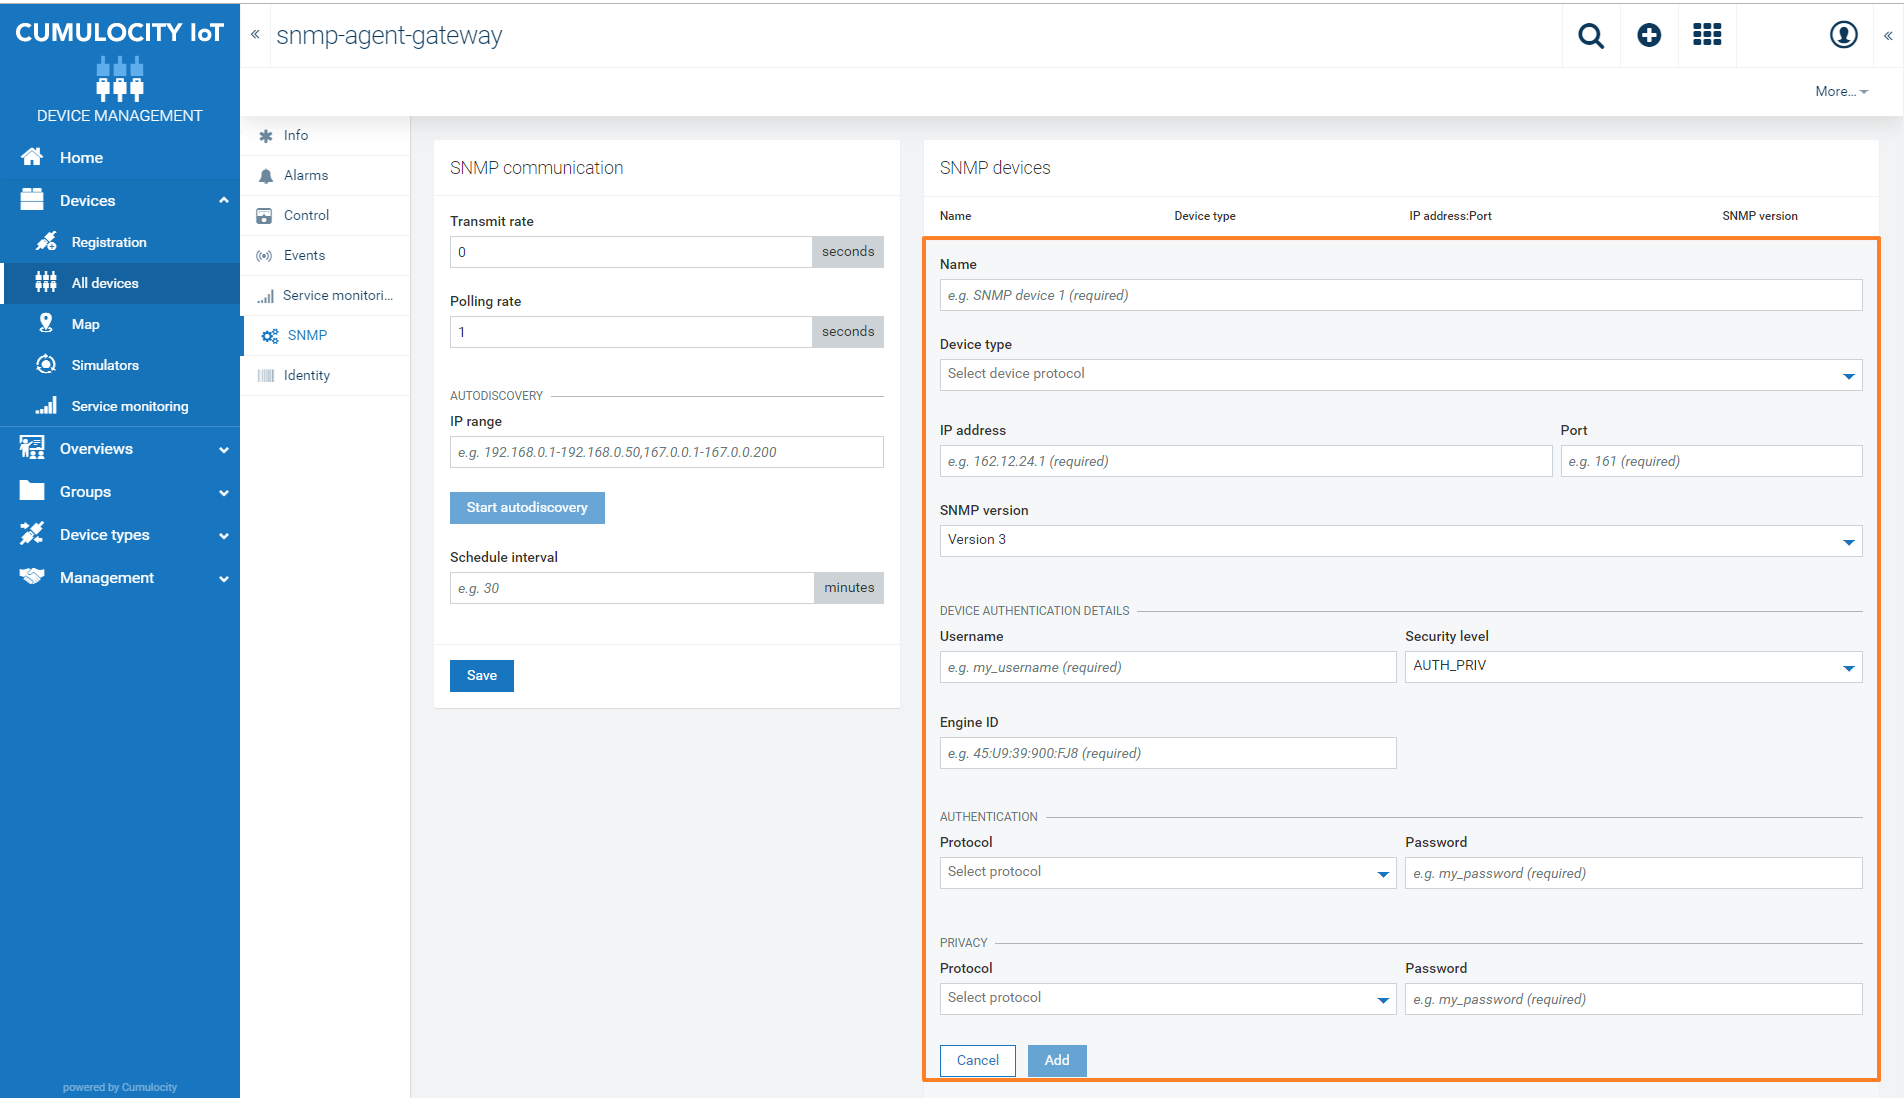 CUMULOCITY IoT
DEVICE MANAGEMENT
Home
Devices
Registration
All devices
Map
Simulators
Service monitoring
Overviews
Groups
Device types
Management
powered by Cumulocity
« snmp-agent-gateway
«
More...
Info
Alarms
Control
Events
Service monitori...
SNMP
Identity
SNMP communication
Transmit rate
0 seconds
Polling rate
1 seconds
AUTODISCOVERY
IP range
e.g. 192.168.0.1-192.168.0.50,167.0.0.1-167.0.0.200
Start autodiscovery
Schedule interval
e.g. 30 minutes
Save
SNMP devices
Name Device type IP address:Port SNMP version
Name
e.g. SNMP device 1 (required)
Device type
Select device protocol
IP address Port
e.g. 162.12.24.1 (required) e.g. 161 (required)
SNMP version
Version 3
DEVICE AUTHENTICATION DETAILS
Username Security level
e.g. my_username (required) AUTH_PRIV
Engine ID
e.g. 45:U9:39:900:FJ8 (required)
AUTHENTICATION
Protocol Password
Select protocol e.g. my_password (required)
PRIVACY
Protocol Password
Select protocol e.g. my_password (required)
Cancel Add